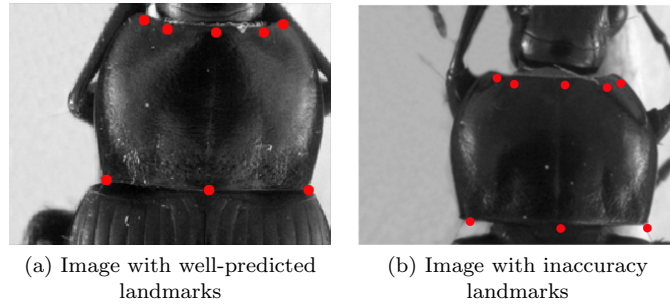 (a) Image with well-predicted
landmarks
(b) Image with inaccuracy
landmarks